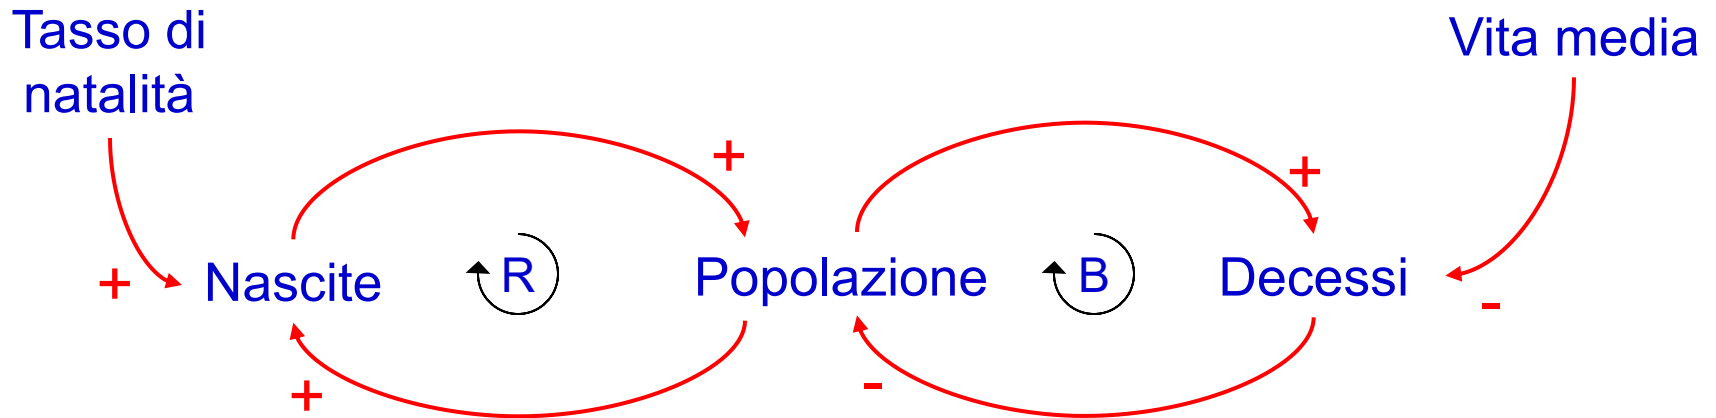 Tasso di
natalità
Vita media
+
+
+
Nascite
R
Popolazione
B
Decessi
-
+
-